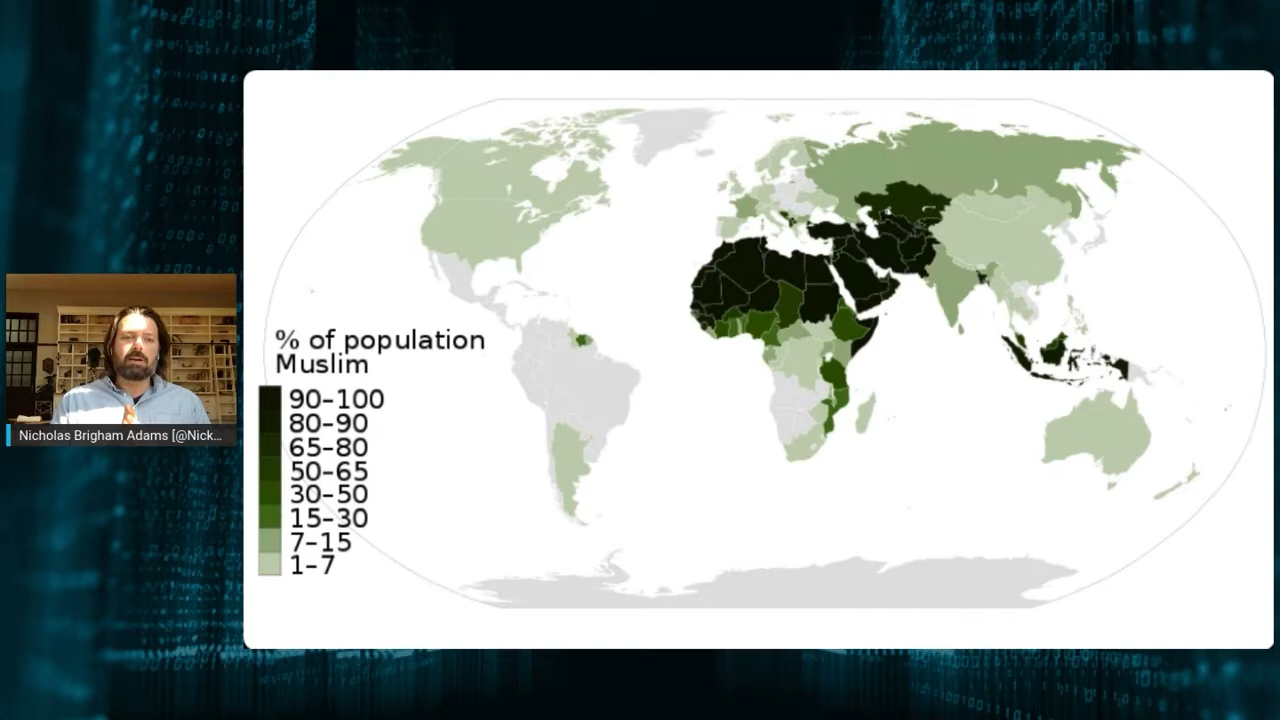 % of population
Muslim
90–100
80–90
65–80
50–65
30–50
15–30
7–15
1–7
Nicholas Brigham Adams [@Nick...